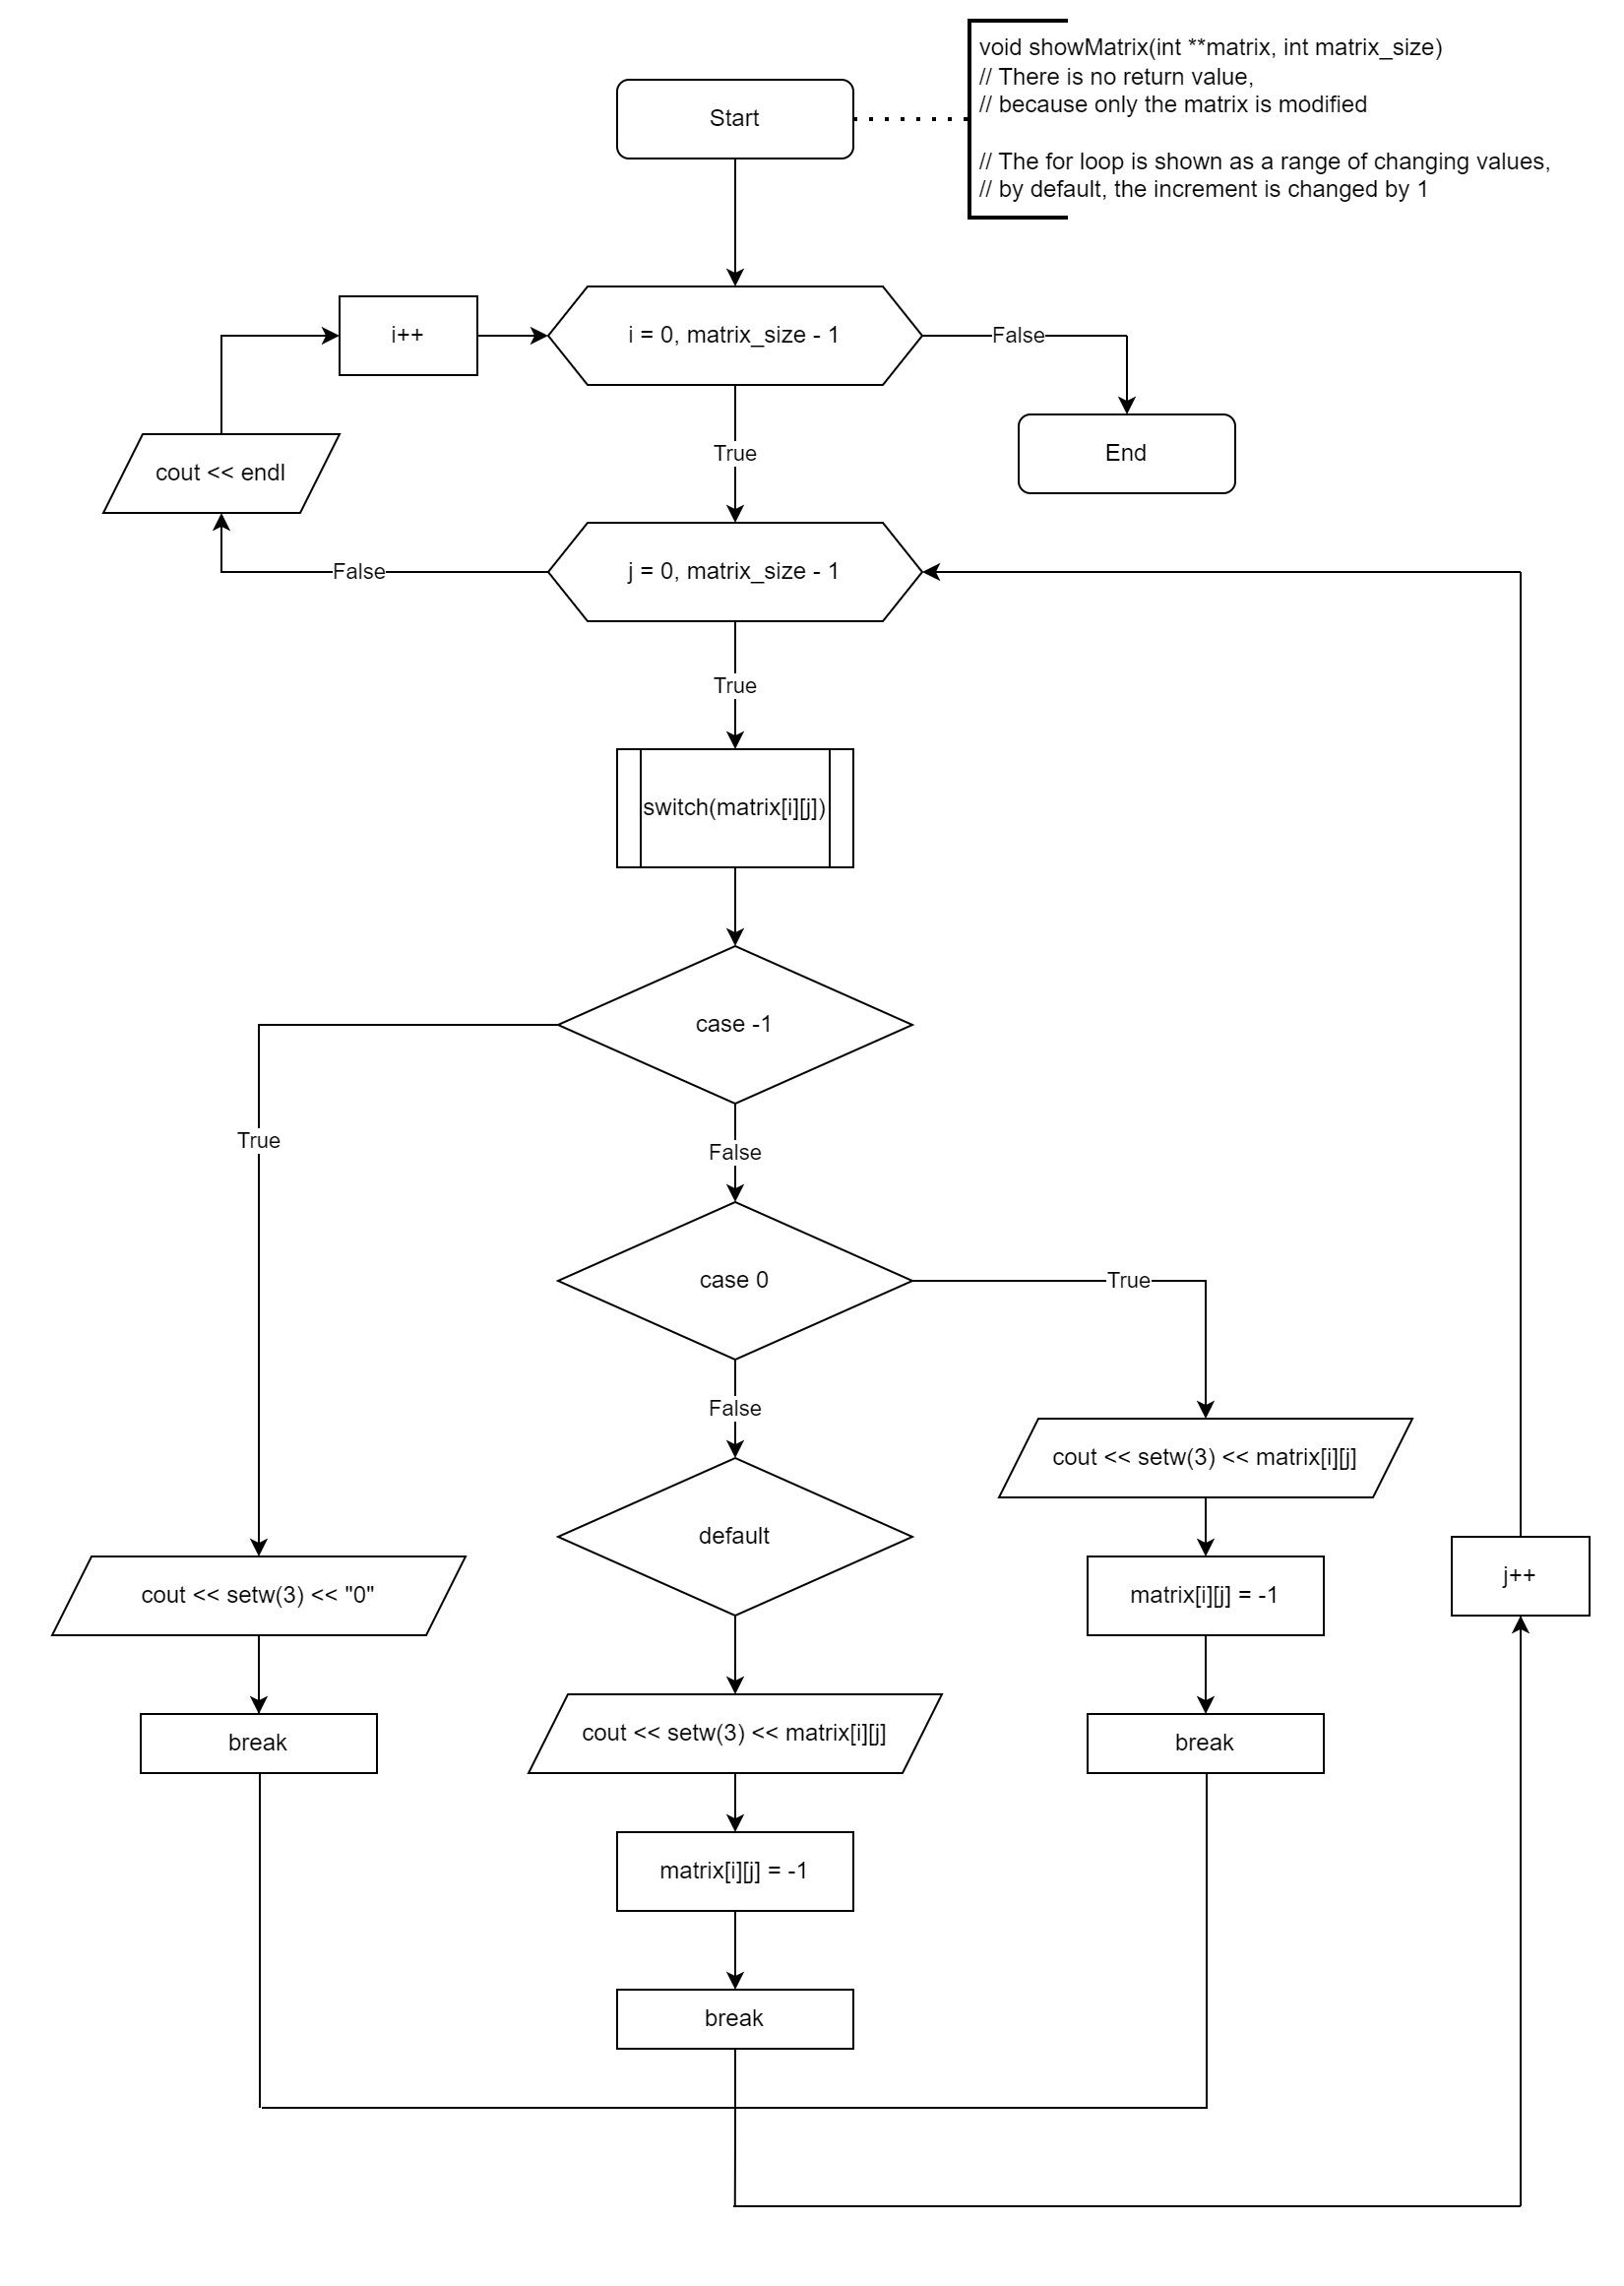 void showMatrix(int **matrix, int matrix_size)
// There is no return value,
// because only the matrix is modified
// The for loop is shown as a range of changing values,
// by default, the increment is changed by 1
Start
i++
i = 0, matrix_size - 1
False
True
End
cout << endl
j = 0, matrix_size - 1
False
True
switch(matrix[i][j])
case -1
True
False
case 0
True
False
cout << setw(3) << matrix[i][j]
default
j++
cout << setw(3) << "0"
matrix[i][j] = -1
cout << setw(3) << matrix[i][j]
break
break
matrix[i][j] = -1
break